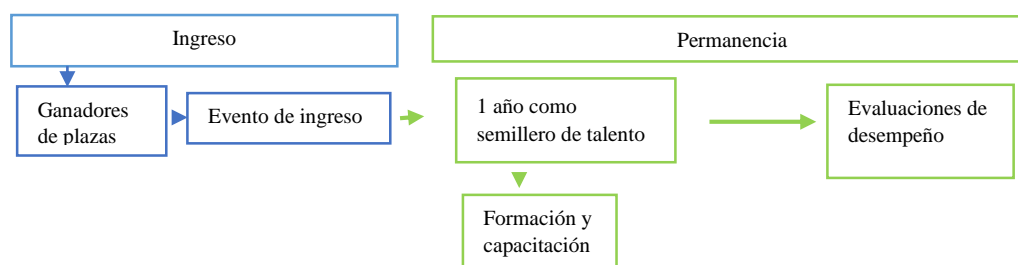 Ingreso
Permanencia
Ganadores
de plazas
Evento de ingreso
1 año como
semillero de talento
Evaluaciones de
desempeño
Formación y
capacitación